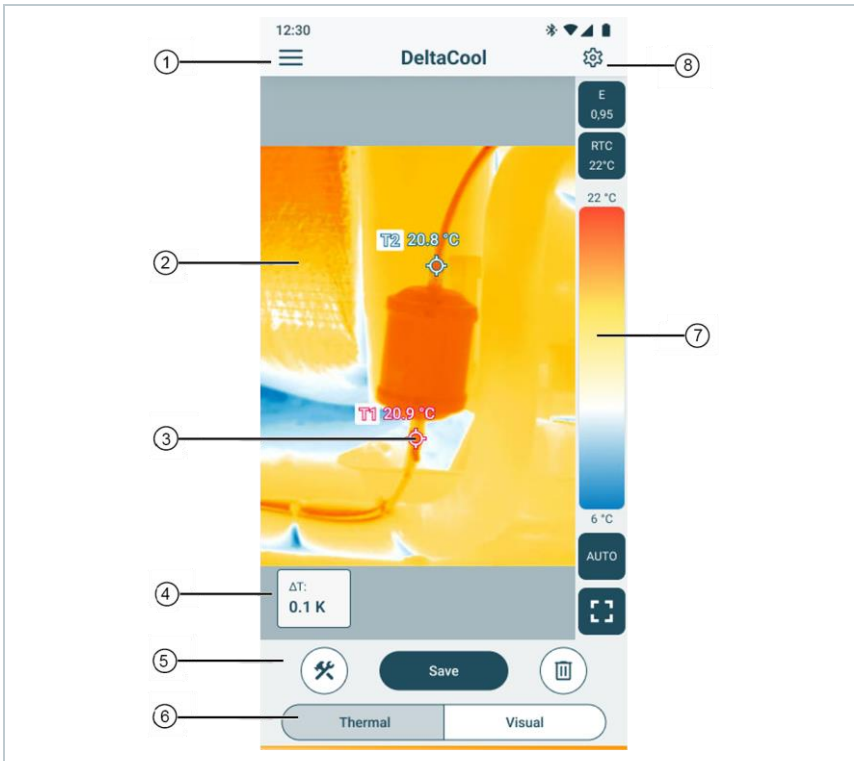 12:30
1
DeltaCool
8
E
0,95
RTC
22°C
22 °C
T2 20.8 °C
2
7
T1 20.9 °C
3
6 °C
AUTO
4
ΔT:
0.1 K
5
Save
6
Thermal
Visual